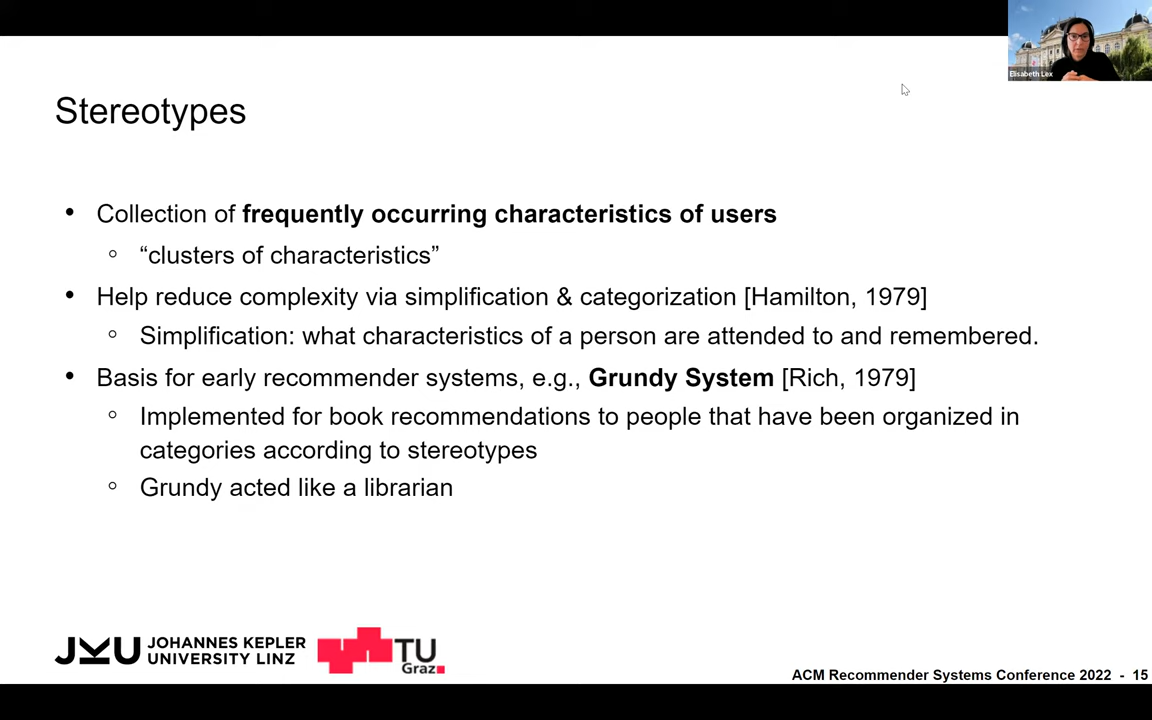 Elisabeth Lex
Stereotypes
• Collection of frequently occurring characteristics of users
○ “clusters of characteristics”
• Help reduce complexity via simplification & categorization [Hamilton, 1979]
○ Simplification: what characteristics of a person are attended to and remembered.
• Basis for early recommender systems, e.g., Grundy System [Rich, 1979]
○ Implemented for book recommendations to people that have been organized in
categories according to stereotypes
○ Grundy acted like a librarian
JKU JOHANNES KEPLER
UNIVERSITY LINZ
TU
Graz
ACM Recommender Systems Conference 2022 - 15